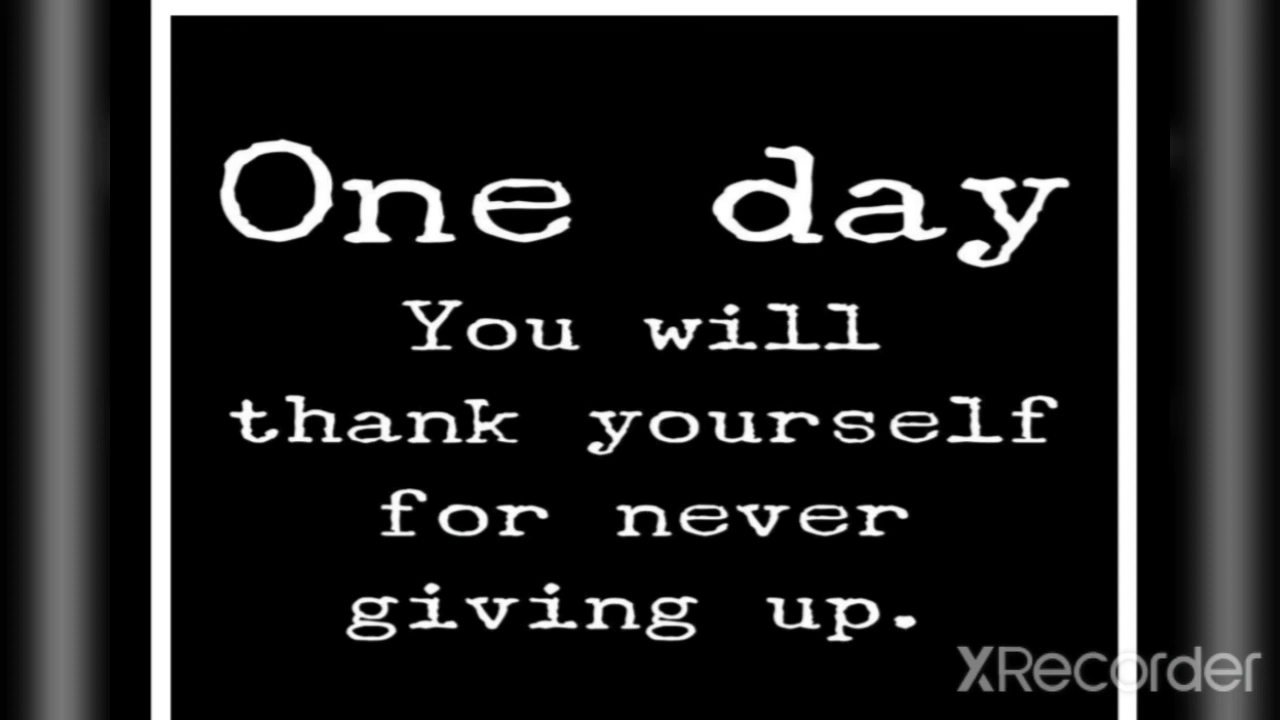 One day
You will
thank yourself
for never
giving up.
XRecorder